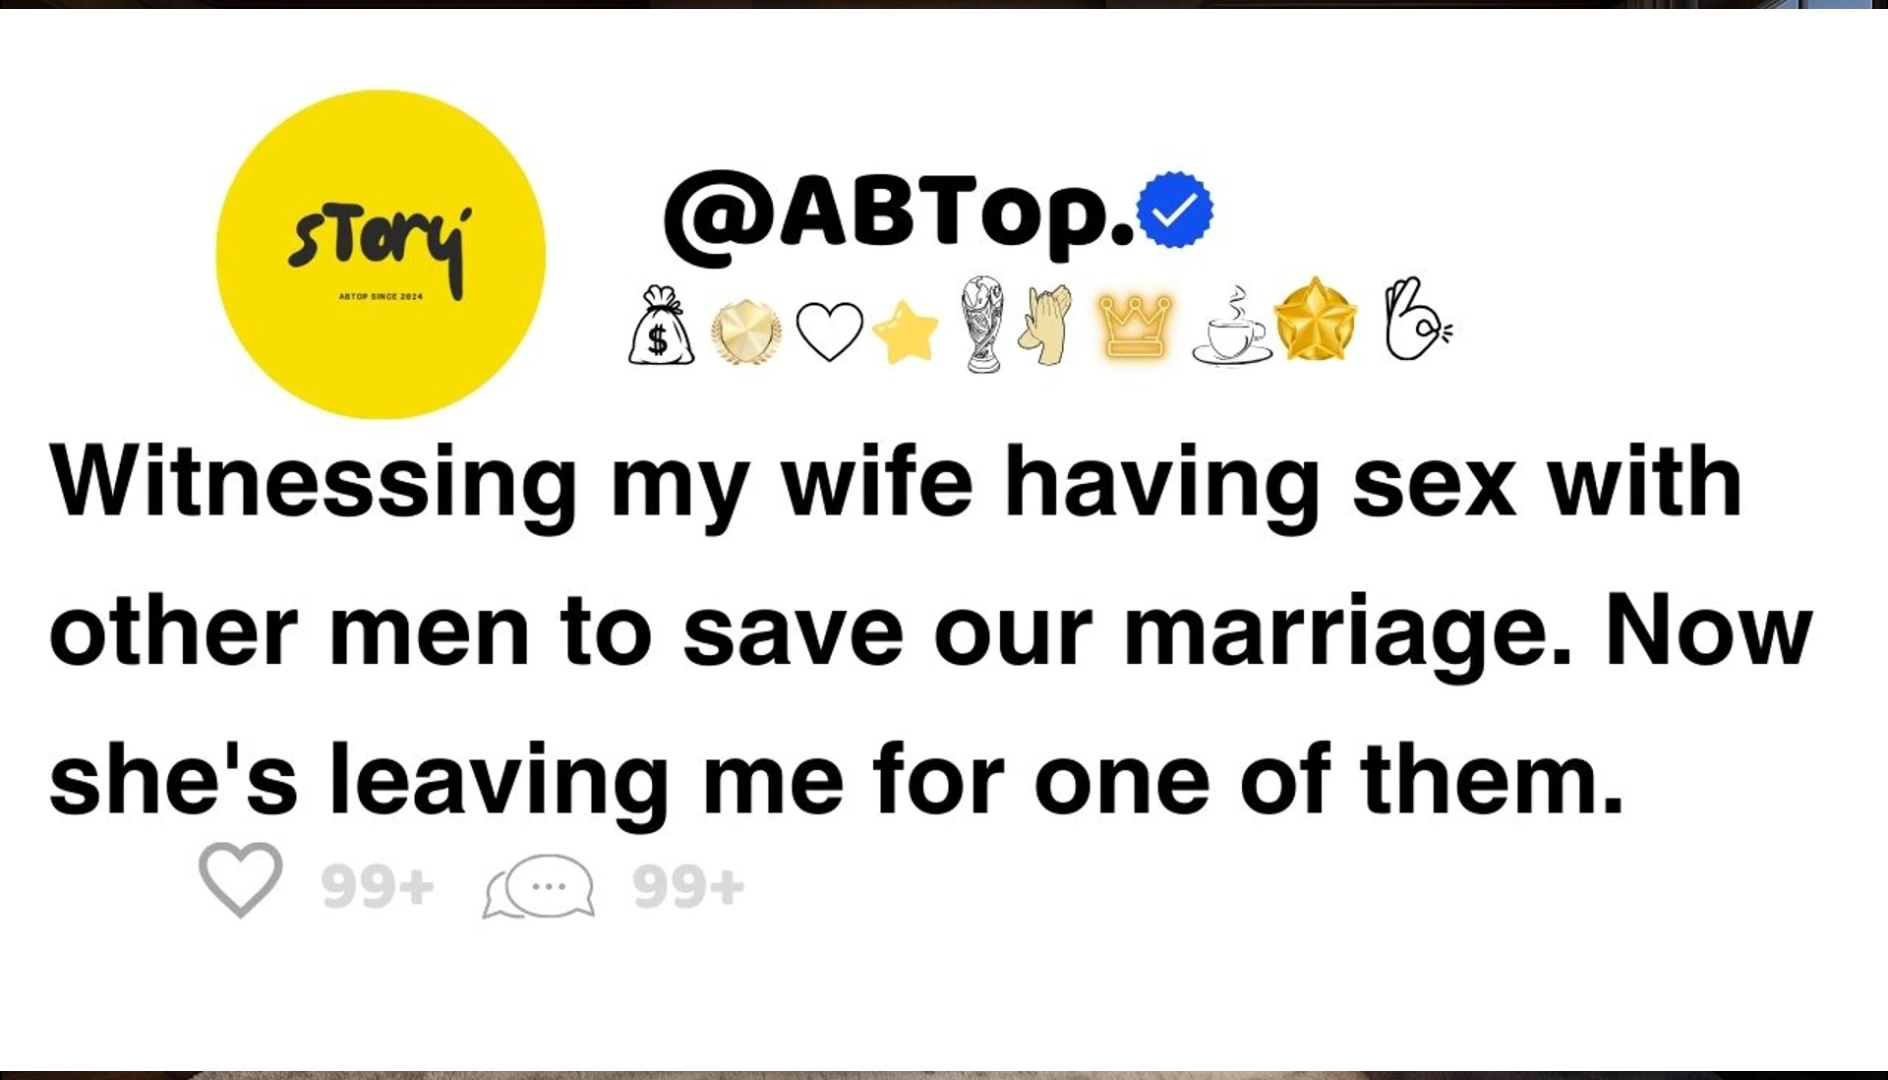 sTory
ABTOP SINCE 2024
@ABTop.
$
Witnessing my wife having sex with
other men to save our marriage. Now
she's leaving me for one of them.
99+ 99+